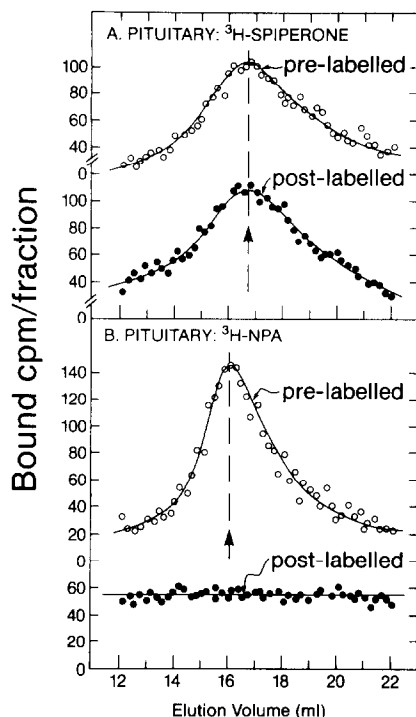 A. PITUITARY: ³H-SPIPERONE
pre-labelled
100
80
60
40
0
post-labelled
100
80
60
40
0
B. PITUITARY: ³H-NPA
pre-labelled
140
100
60
20
0
post-labelled
80
60
40
20
0
Bound cpm/fraction
12 14 16 18 20 22
Elution Volume (ml)